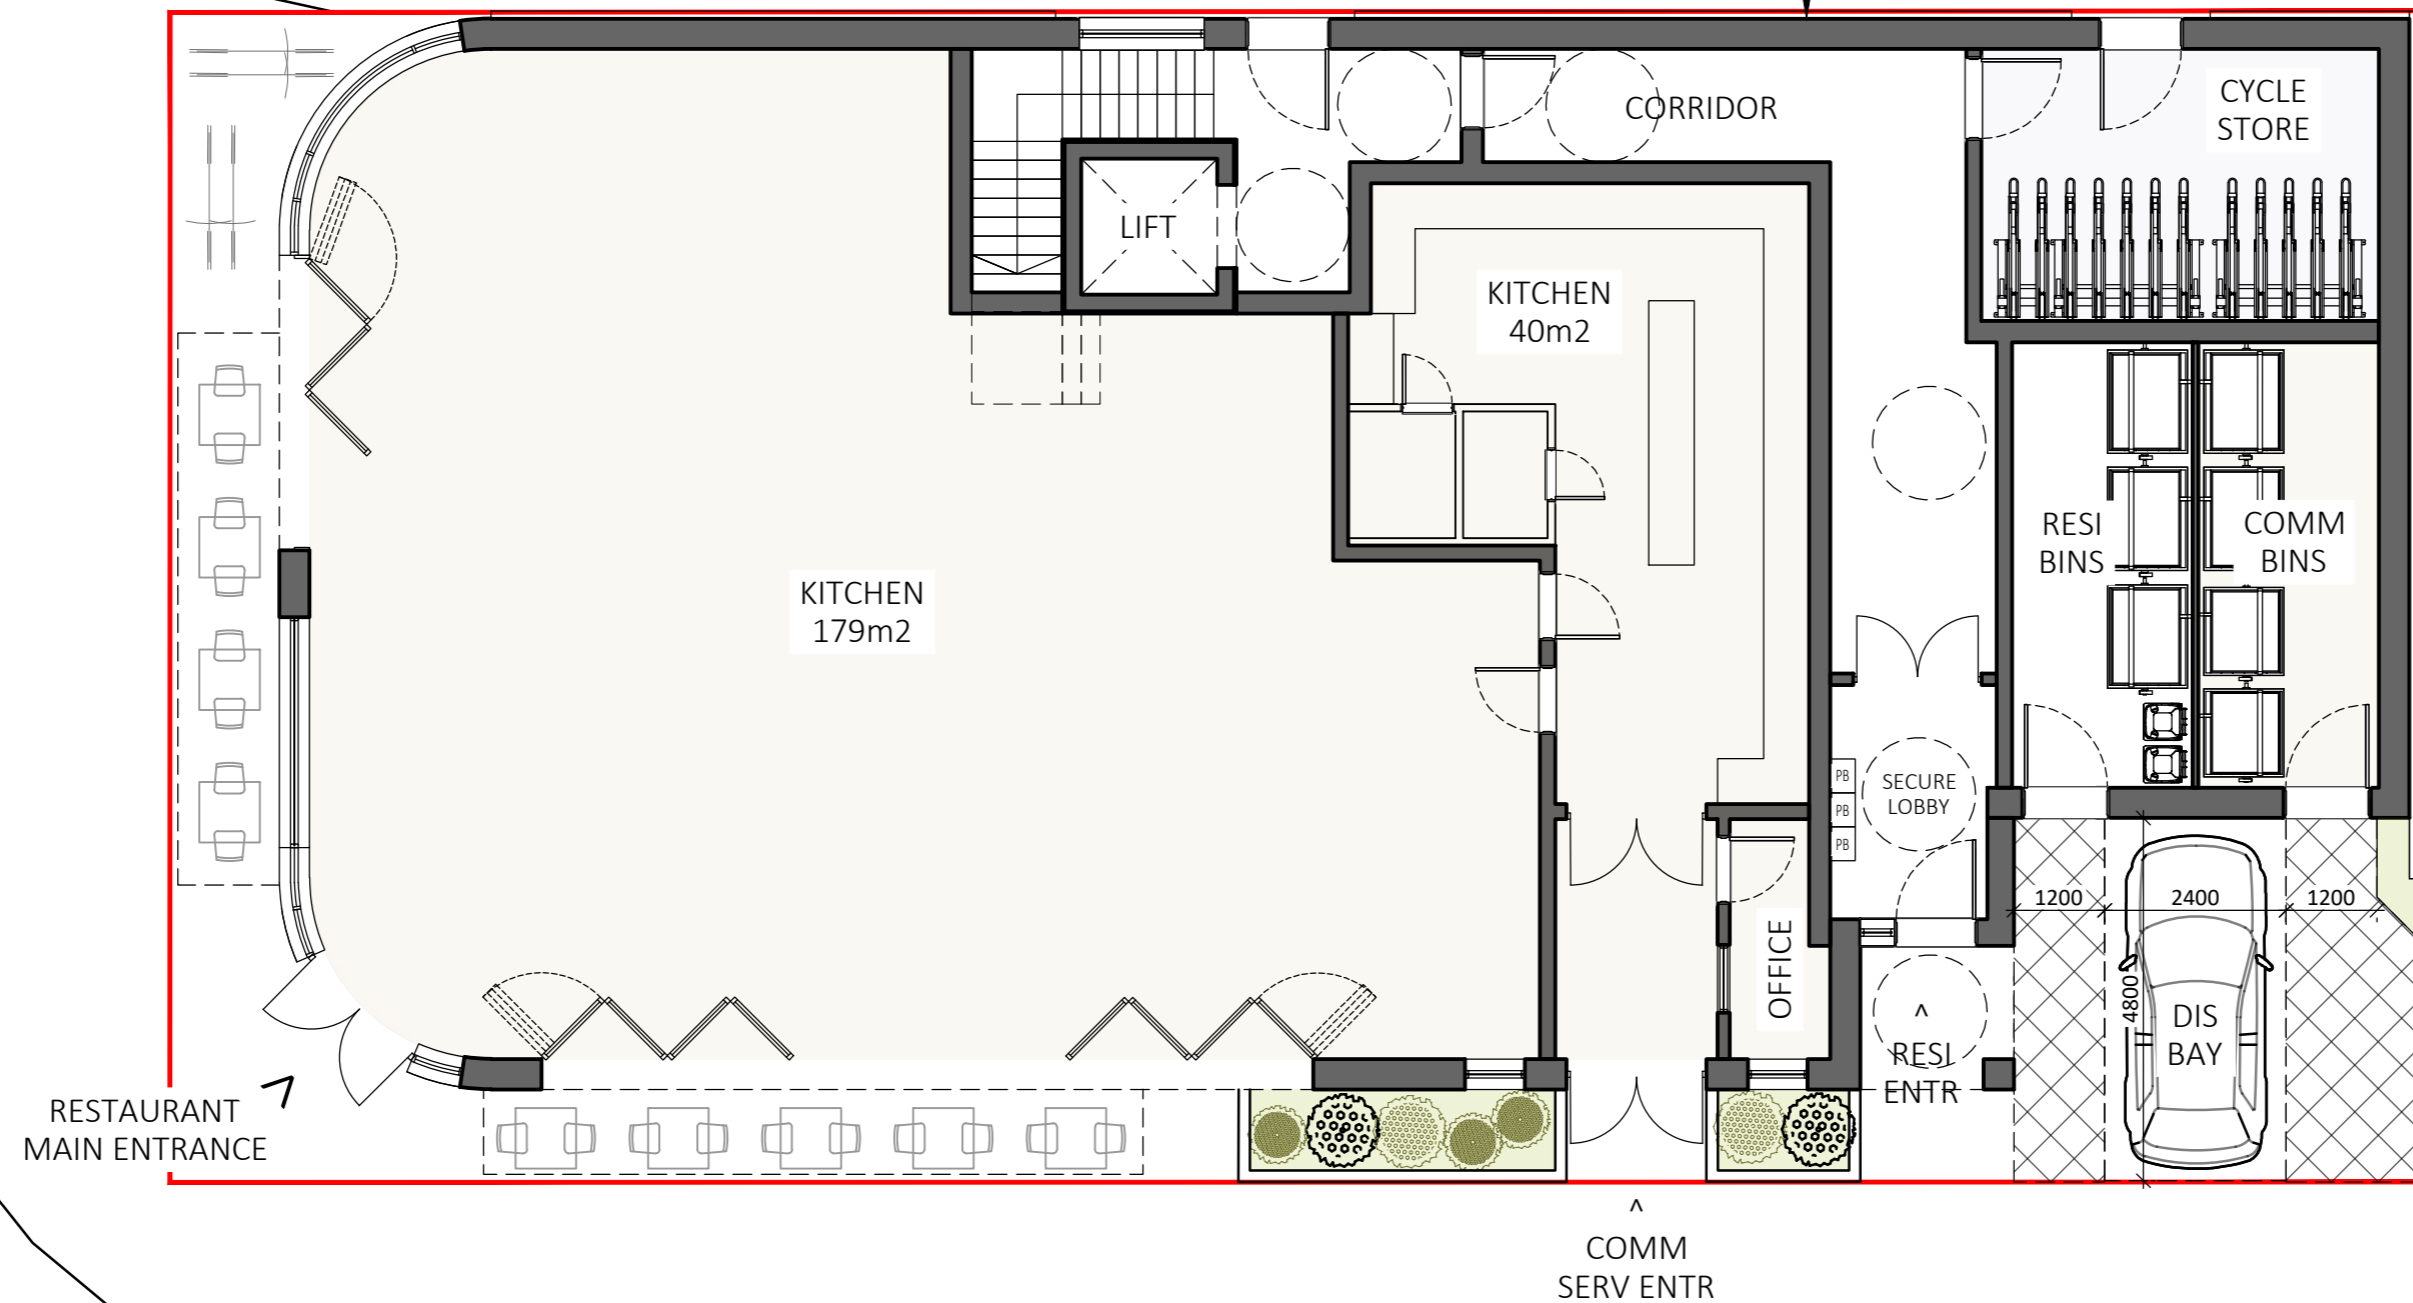 CORRIDOR
CYCLE
STORE
LIFT
KITCHEN
40m2
RESI
BINS
COMM
BINS
KITCHEN
179m2
PB
PB
PB
SECURE
LOBBY
OFFICE
1200
2400
1200
4800
DIS
BAY
^
RESI
ENTR
RESTAURANT
MAIN ENTRANCE
^
COMM
SERV ENTR